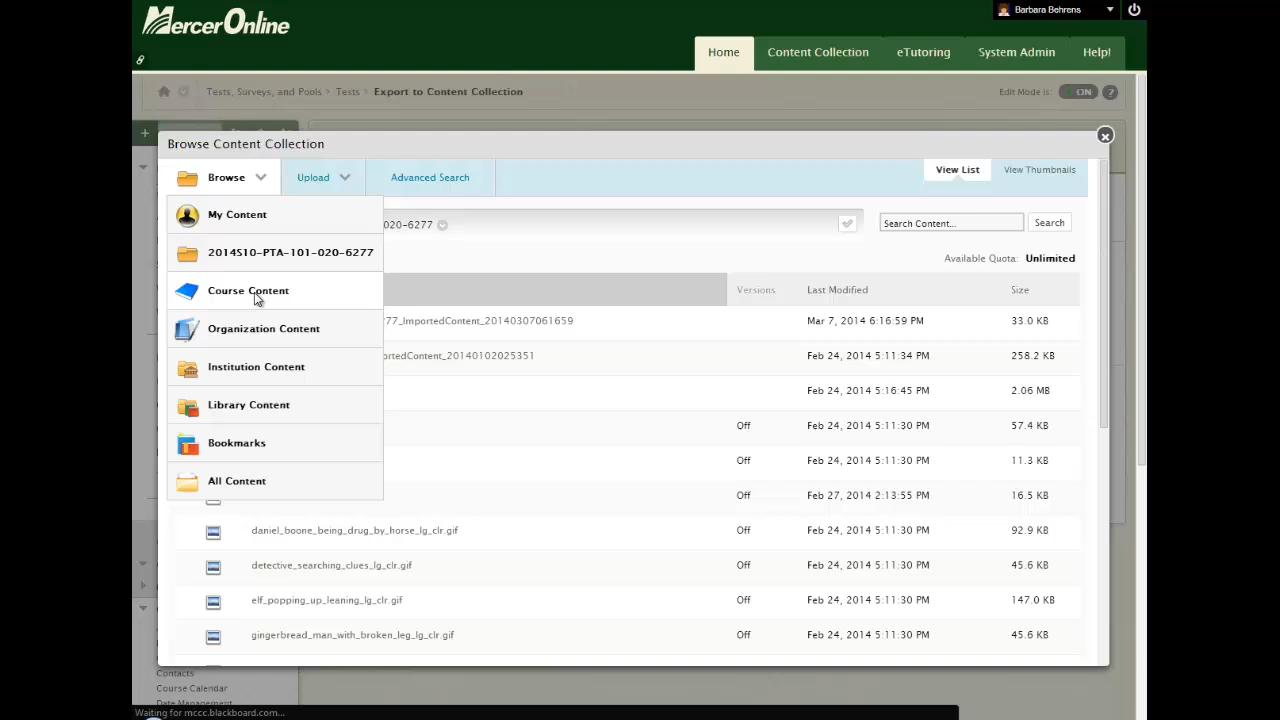 Barbara Behrens
MercerOnline
Home
Content Collection
eTutoring
System Admin
Help!
Tests, Surveys, and Pools
Tests
Export to Content Collection
Edit Mode is:
ON
?
Browse Content Collection
Browse
Upload
Advanced Search
View List
View Thumbnails
My Content
020-6277
Search Content...
Search
2014S10-PTA-101-020-6277
Available Quota: Unlimited
Course Content
Versions
Last Modified
Size
77_ImportedContent_20140307061659
Mar 7, 2014 6:16:59 PM
33.0 KB
Organization Content
ortedContent_20140102025351
Feb 24, 2014 5:11:34 PM
258.2 KB
Institution Content
Feb 24, 2014 5:16:45 PM
2.06 MB
Library Content
Off
Feb 24, 2014 5:11:30 PM
57.4 KB
Bookmarks
Off
Feb 24, 2014 5:11:30 PM
11.3 KB
All Content
Off
Feb 27, 2014 2:13:55 PM
16.5 KB
daniel_boone_being_drug_by_horse_lg_clr.gif
Off
Feb 24, 2014 5:11:30 PM
92.9 KB
detective_searching_clues_lg_clr.gif
Off
Feb 24, 2014 5:11:30 PM
45.6 KB
elf_popping_up_leaning_lg_clr.gif
Off
Feb 24, 2014 5:11:30 PM
147.0 KB
gingerbread_man_with_broken_leg_lg_clr.gif
Off
Feb 24, 2014 5:11:30 PM
45.6 KB
Contacts
Course Calendar
Date Management
Waiting for mccc.blackboard.com...